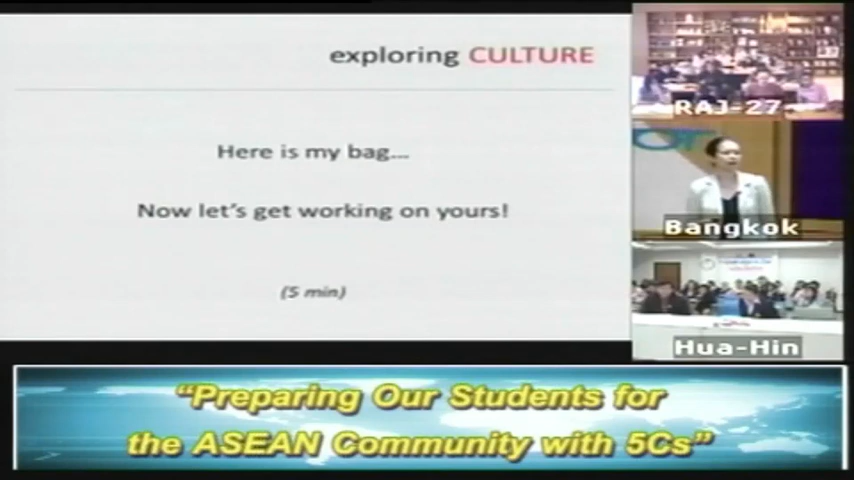 exploring CULTURE
Here is my bag...
Now let's get working on yours!
(5 min)
RAJ-27
Bangkok
Hua-Hin
“Preparing Our Students for
the ASEAN Community with 5Cs”